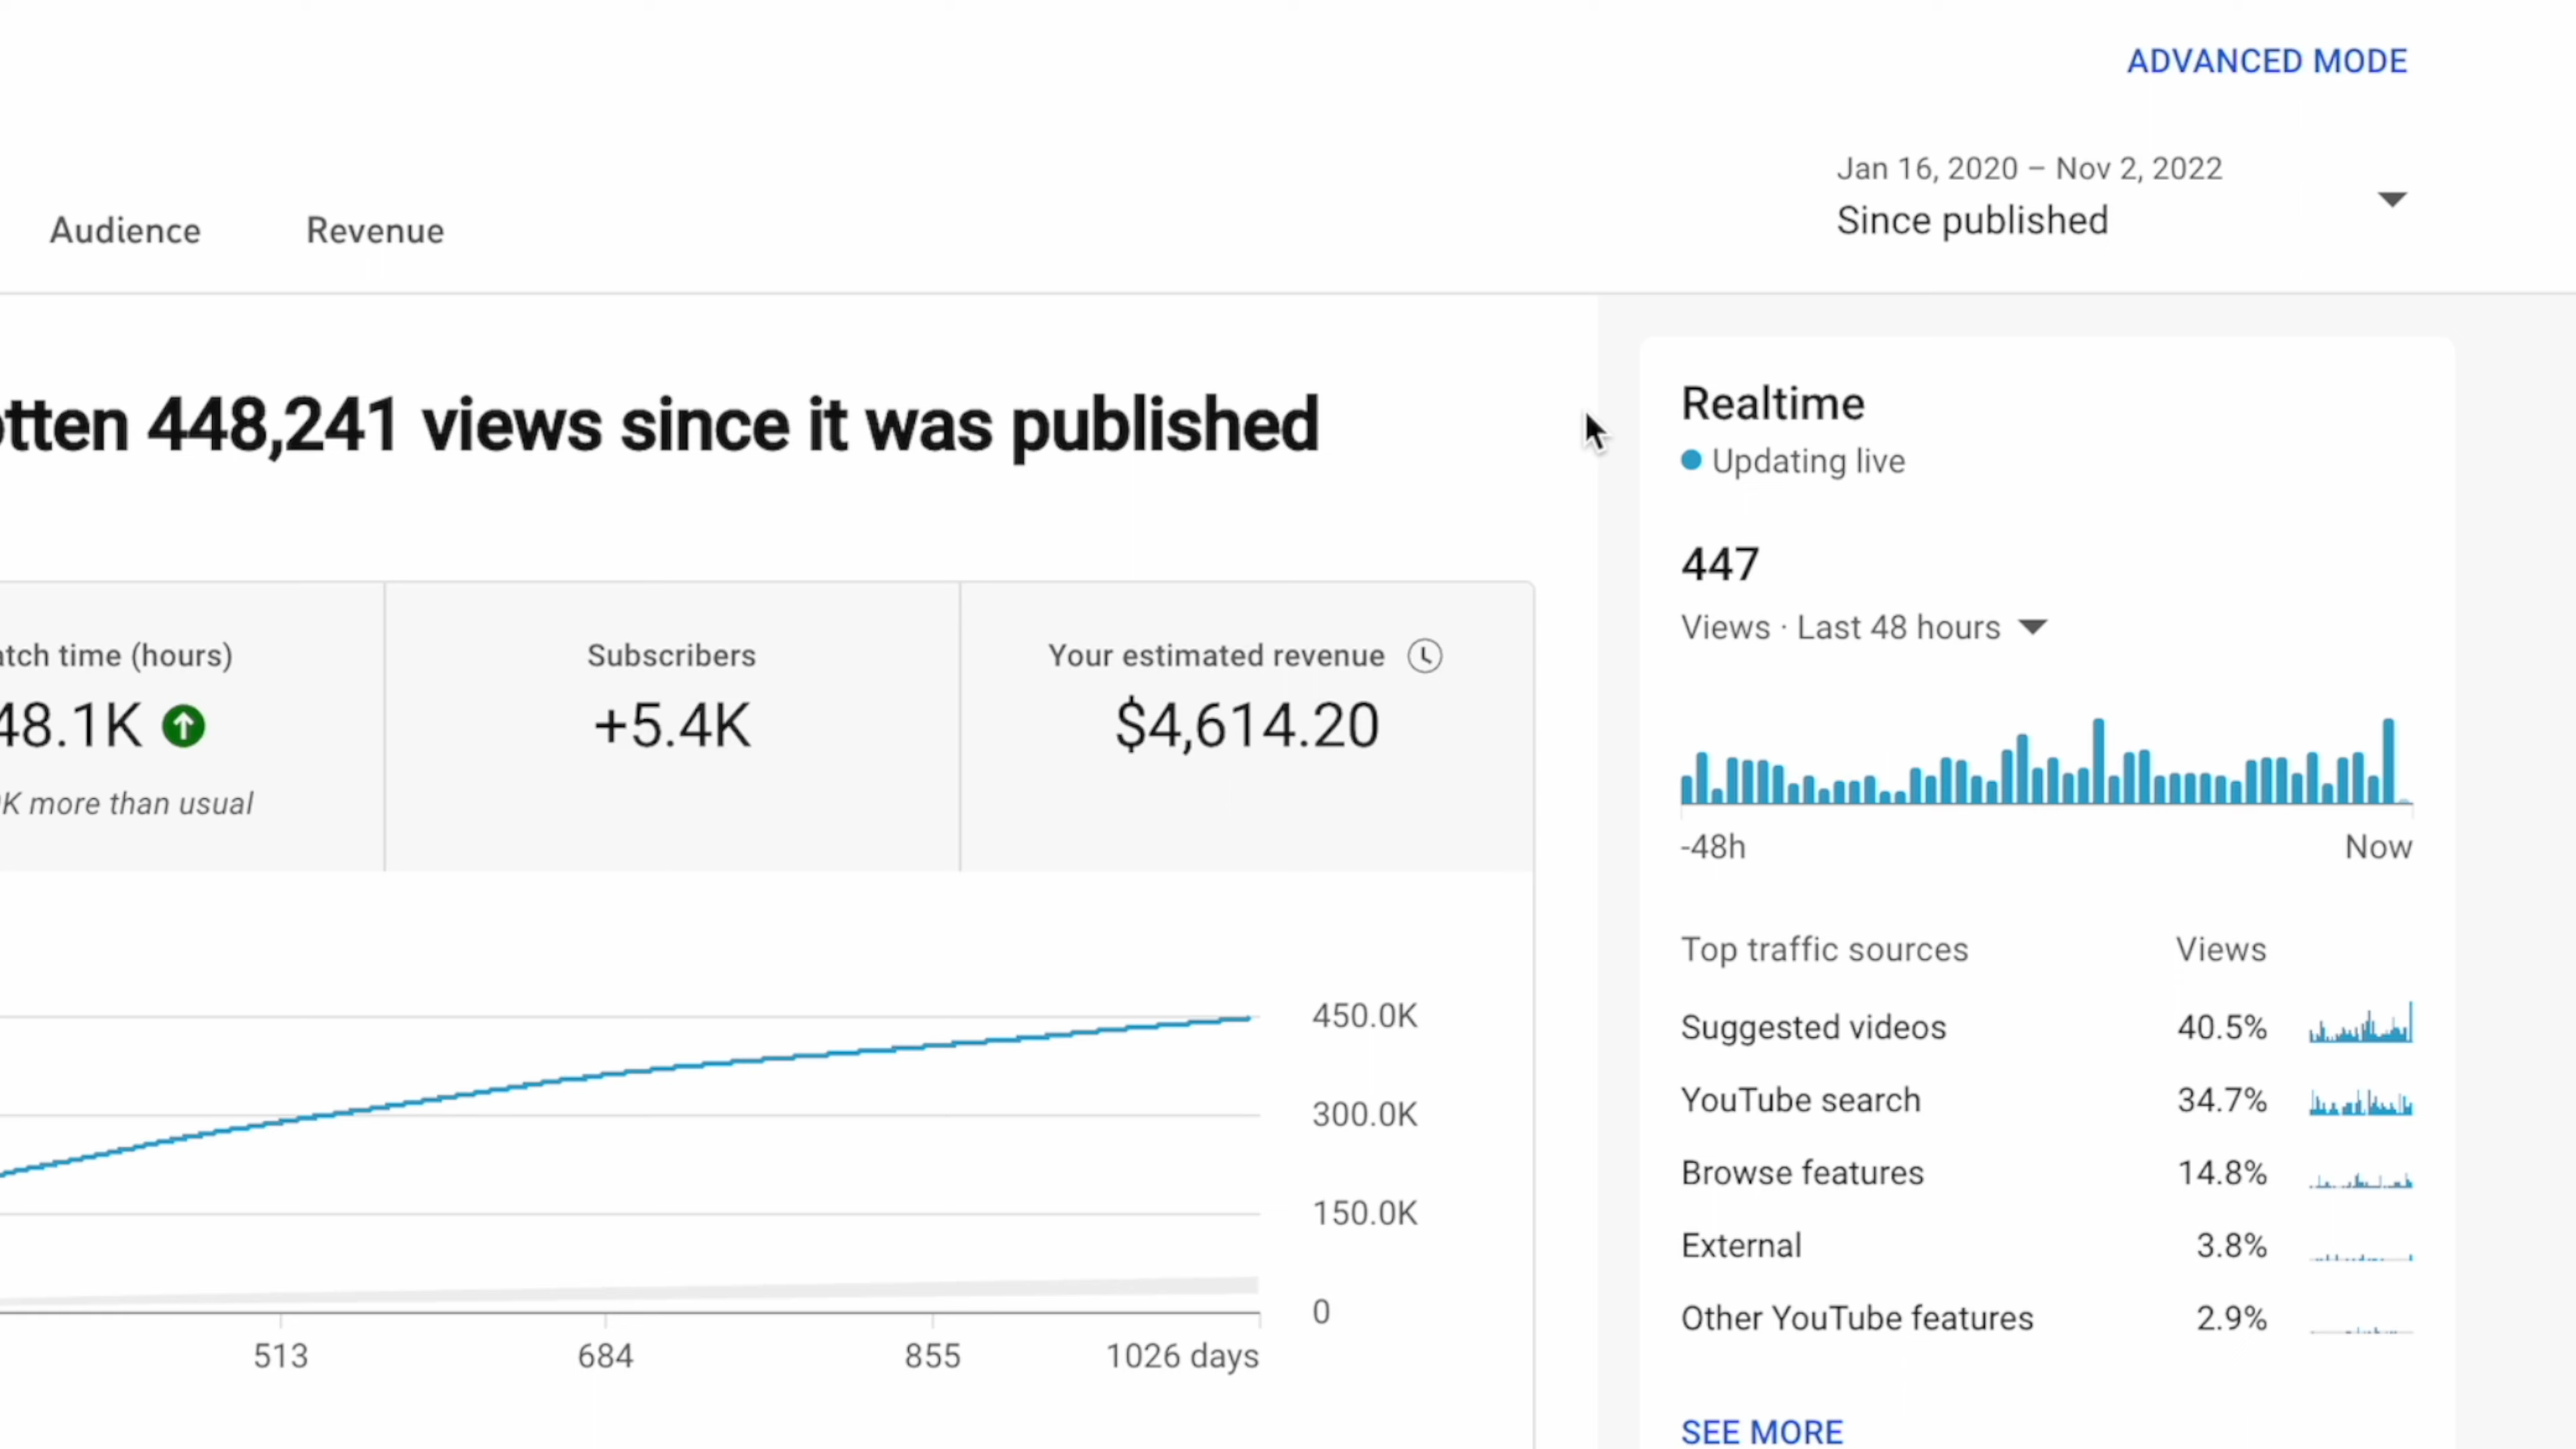 ADVANCED MODE
Jan 16, 2020 – Nov 2, 2022
Since published
Audience
Revenue
448,241 views since it was published
time (hours)
48.1K
more than usual
Subscribers
+5.4K
Your estimated revenue
$4,614.20
450.0K
300.0K
150.0K
0
513
684
855
1026 days
Realtime
Updating live
447
Views · Last 48 hours
-48h
Now
Top traffic sources
Views
Suggested videos
40.5%
YouTube search
34.7%
Browse features
14.8%
External
3.8%
Other YouTube features
2.9%
SEE MORE